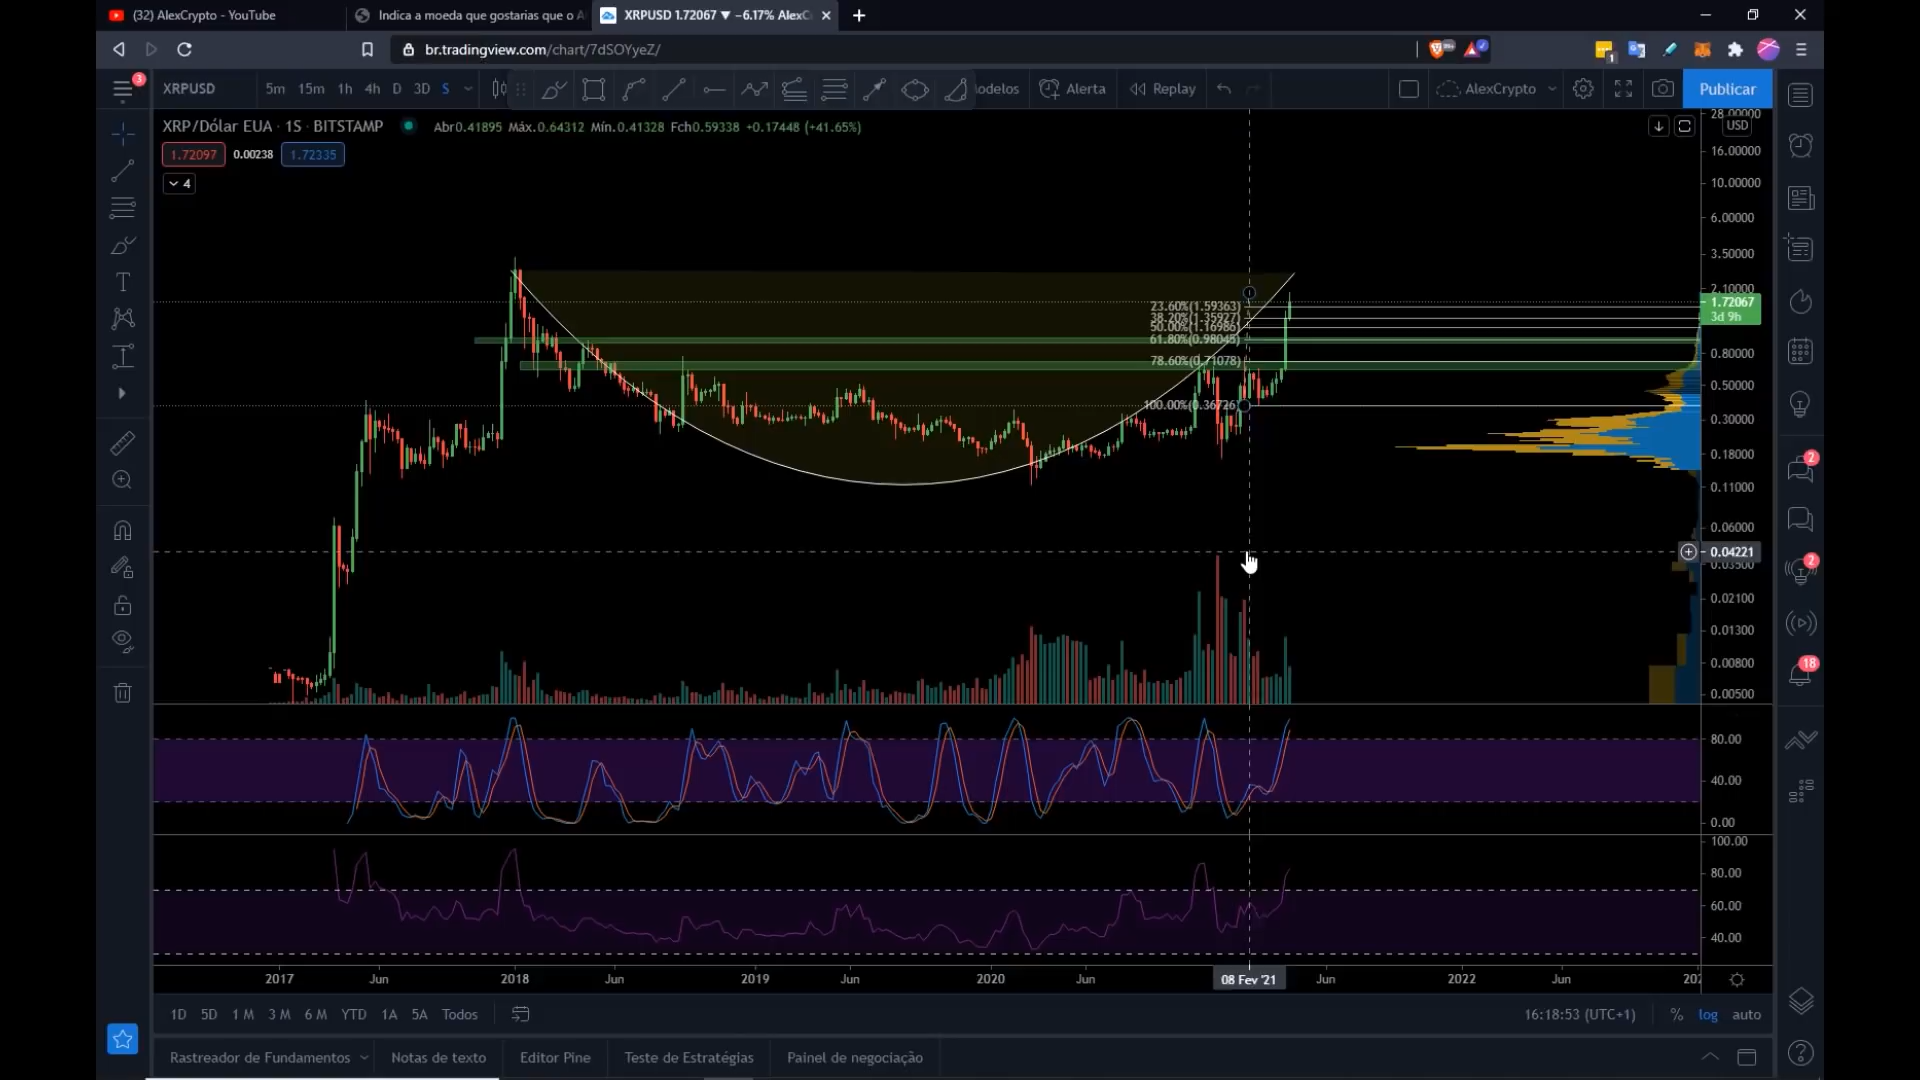 (32) AlexCrypto - YouTube
Indica a moeda que gostarias que o A
XRPUSD 1.72067 ▼ −6.17% AlexC
br.tradingview.com/chart/7dSOYyeZ/
1
3
XRPUSD
5m 15m 1h 4h D 3D S
odelos
Alerta
Replay
AlexCrypto
Publicar
XRP/Dólar EUA · 1S · BITSTAMP
Abr0.41895 Máx.0.64312 Mín.0.41328 Fch0.59338 +0.17448 (+41.65%)
1.72097 0.00238 1.72335
4
USD
28.00000
16.00000
10.00000
6.00000
3.50000
2.10000
1.72067
3d 9h
0.80000
0.50000
0.30000
0.18000
0.11000
0.06000
0.04221
0.03500
0.02100
0.01300
0.00800
0.00500
23.60%(1.59363)
38.20%(1.35927)
50.00%(1.16986)
61.80%(0.98045)
78.60%(0.71078)
100.00%(0.36726)
2
2
18
80.00
40.00
0.00
100.00
80.00
60.00
40.00
2017 Jun 2018 Jun 2019 Jun 2020 Jun 08 Fev '21 Jun 2022 Jun 202
1D 5D 1 M 3 M 6 M YTD 1A 5A Todos
16:18:53 (UTC+1) % log auto
Rastreador de Fundamentos Notas de texto Editor Pine Teste de Estratégias Painel de negociação